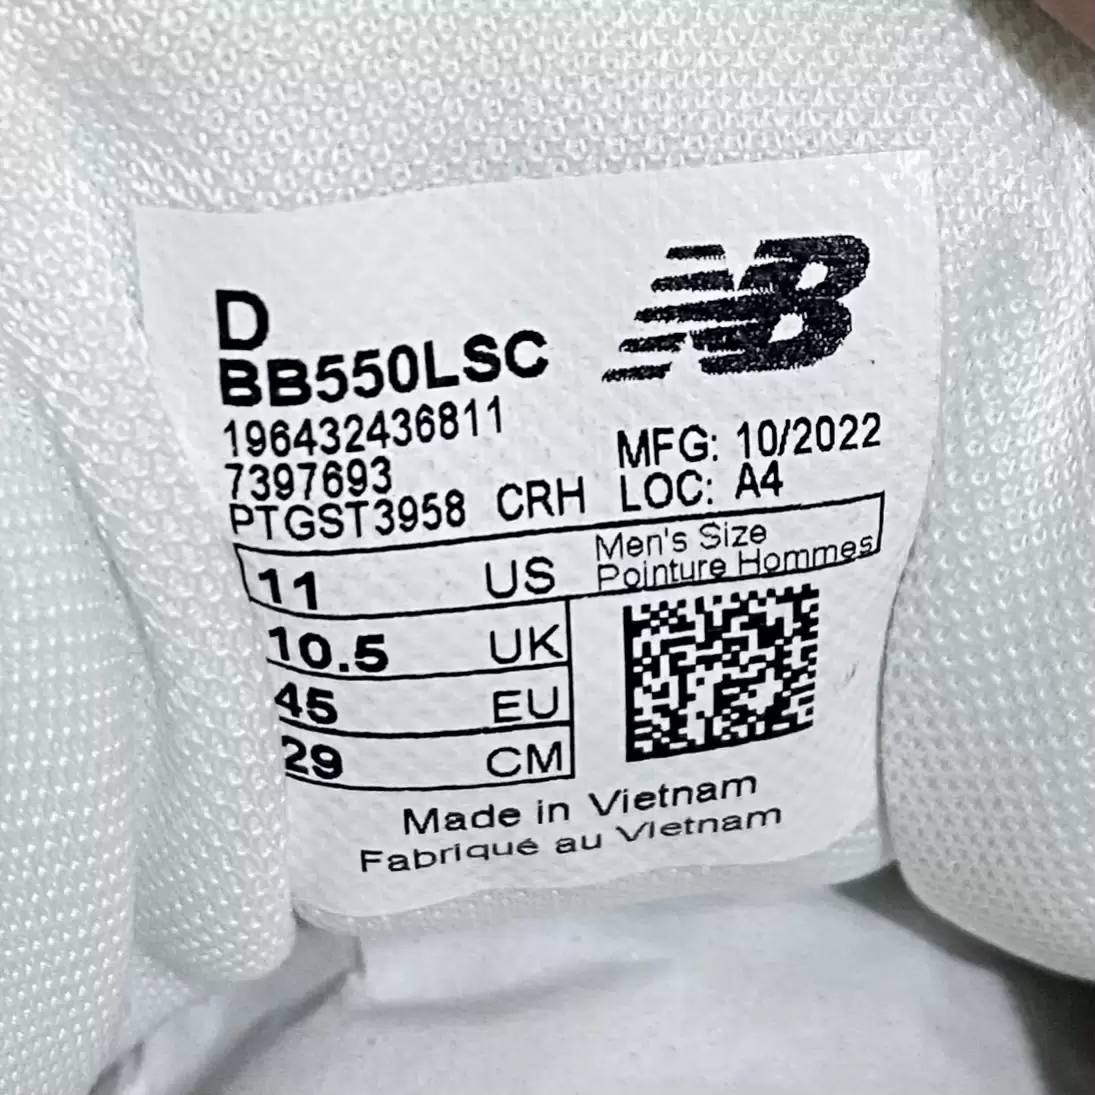 NB
D
BB550LSC
196432436811
7397693
PTGST3958 CRH
MFG: 10/2022
LOC: A4
11 US
Men's Size
Pointure Hommes
10.5 UK
45 EU
29 CM
Made in Vietnam
Fabriqué au Vietnam